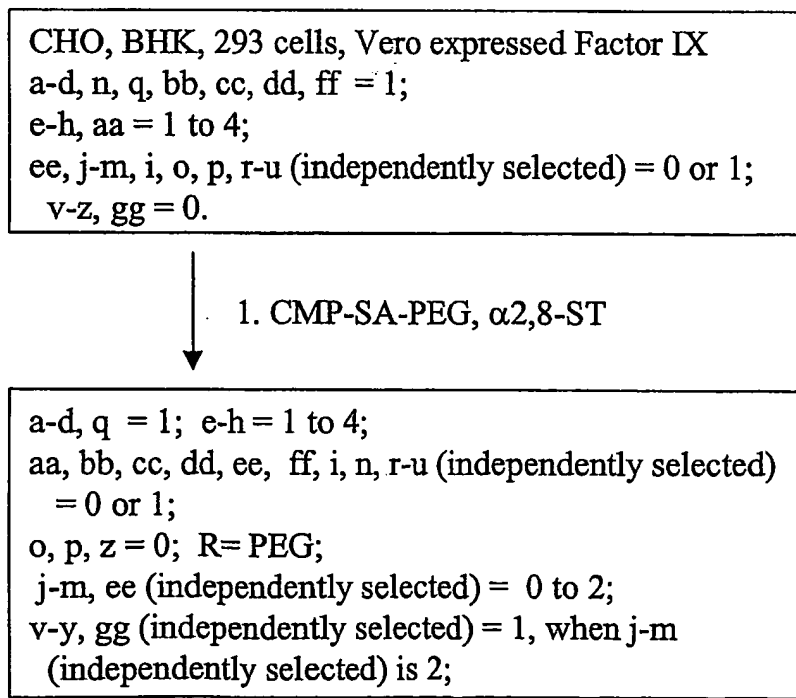 CHO, BHK, 293 cells, Vero expressed Factor IX
a-d, n, q, bb, cc, dd, ff = 1;
e-h, aa = 1 to 4;
ee, j-m, i, o, p, r-u (independently selected) = 0 or 1;
v-z, gg = 0.
1. CMP-SA-PEG, α2,8-ST
a-d, q = 1; e-h = 1 to 4;
aa, bb, cc, dd, ee, ff, i, n, r-u (independently selected)
= 0 or 1;
o, p, z = 0; R= PEG;
j-m, ee (independently selected) = 0 to 2;
v-y, gg (independently selected) = 1, when j-m
(independently selected) is 2;